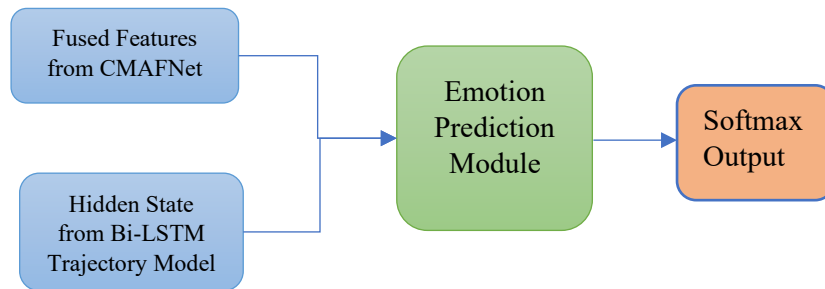 Fused Features
from CMAFNet
Hidden State
from Bi-LSTM
Trajectory Model
Emotion
Prediction
Module
Softmax
Output